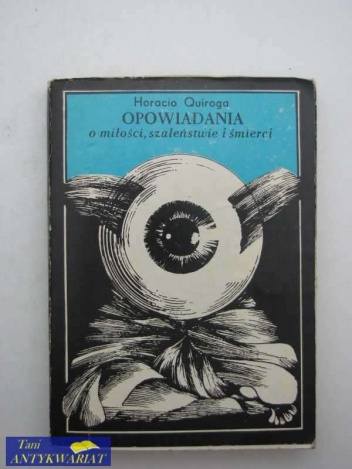 Horacio Quiroga
OPOWIADANIA
o miłości, szaleństwie i śmierci
Tani
ANTYKWARIAT